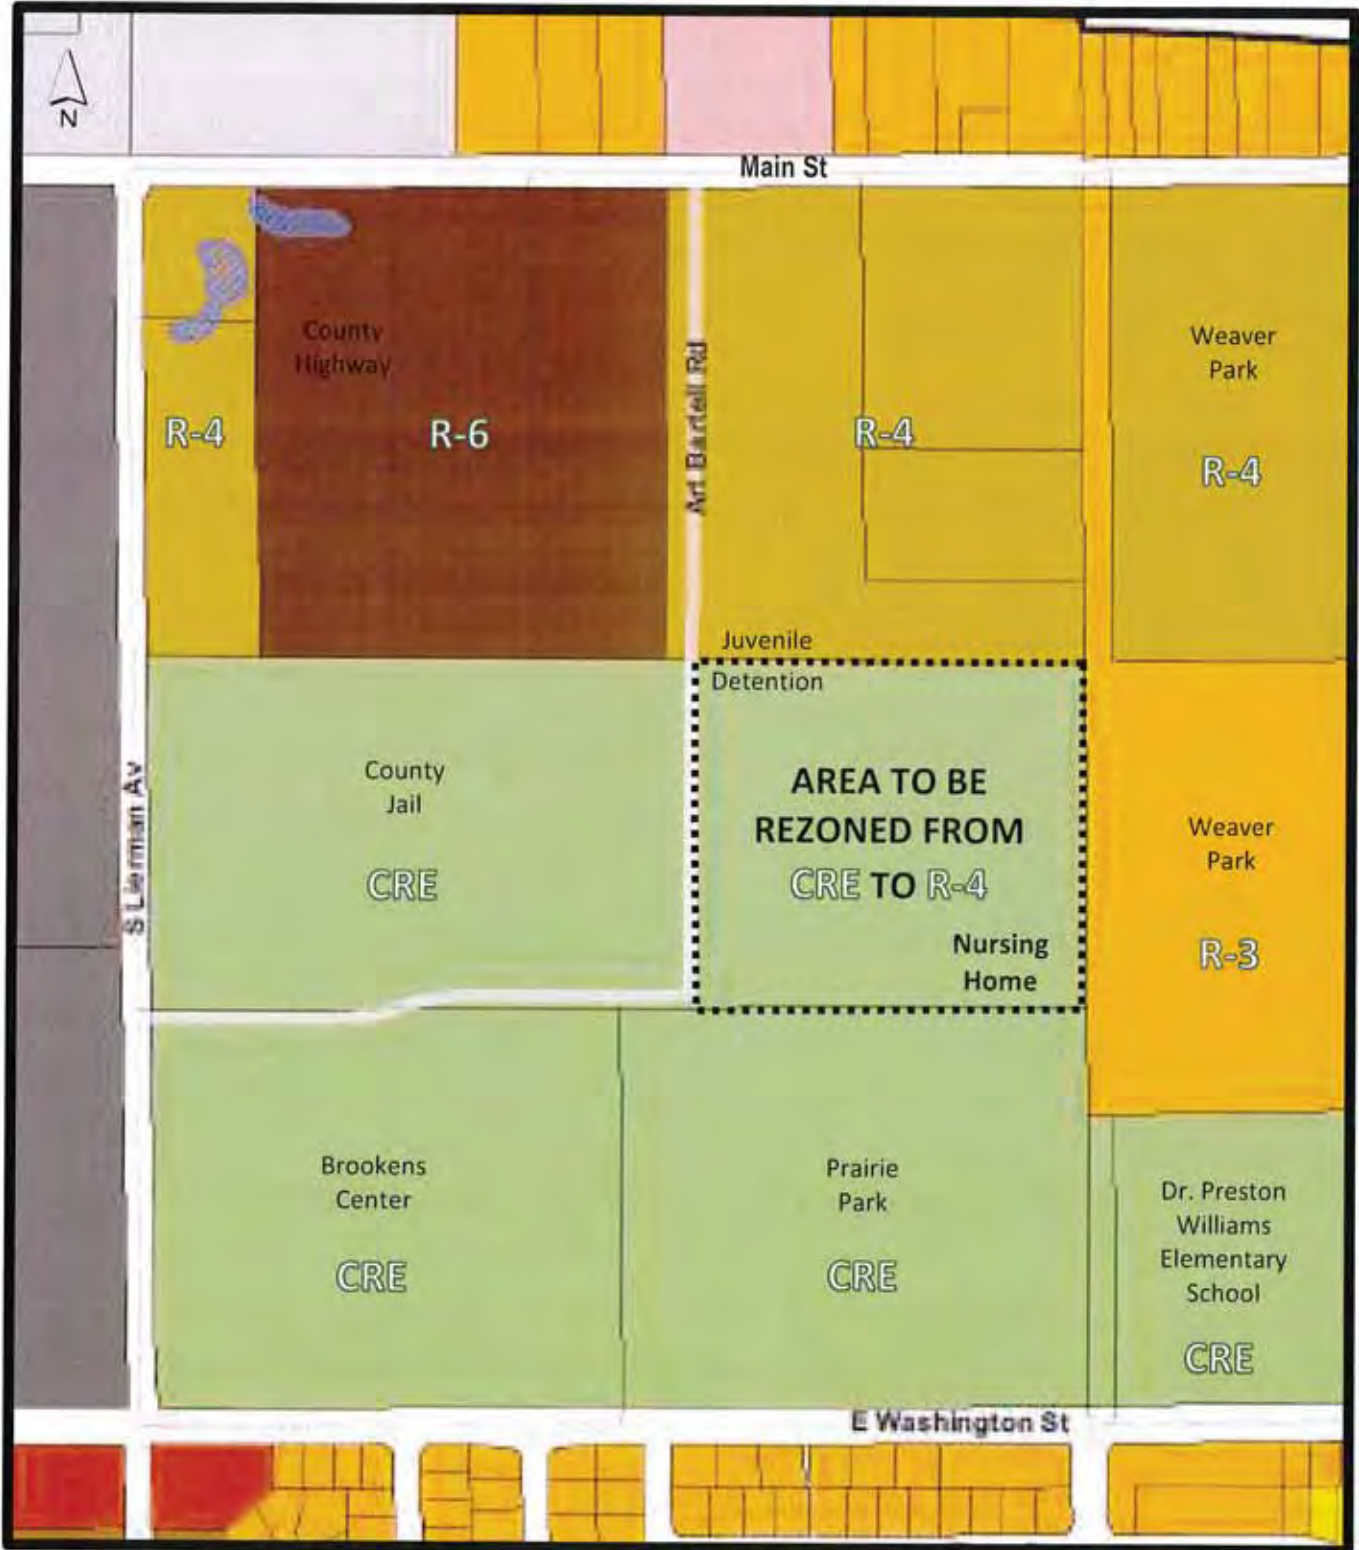 N
Main St
County
Highway
R-4
R-6
Art Bartell Rd
R-4
Weaver
Park
R-4
Juvenile
Detention
County
Jail
CRE
S Lierman Av
AREA TO BE
REZONED FROM
CRE TO R-4
Nursing
Home
Weaver
Park
R-3
Brookens
Center
CRE
Prairie
Park
CRE
Dr. Preston
Williams
Elementary
School
CRE
E Washington St